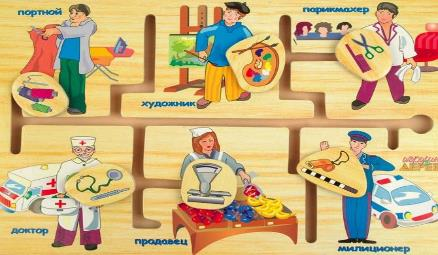 портной
художник
парикмахер
доктор
продавец
милиционер